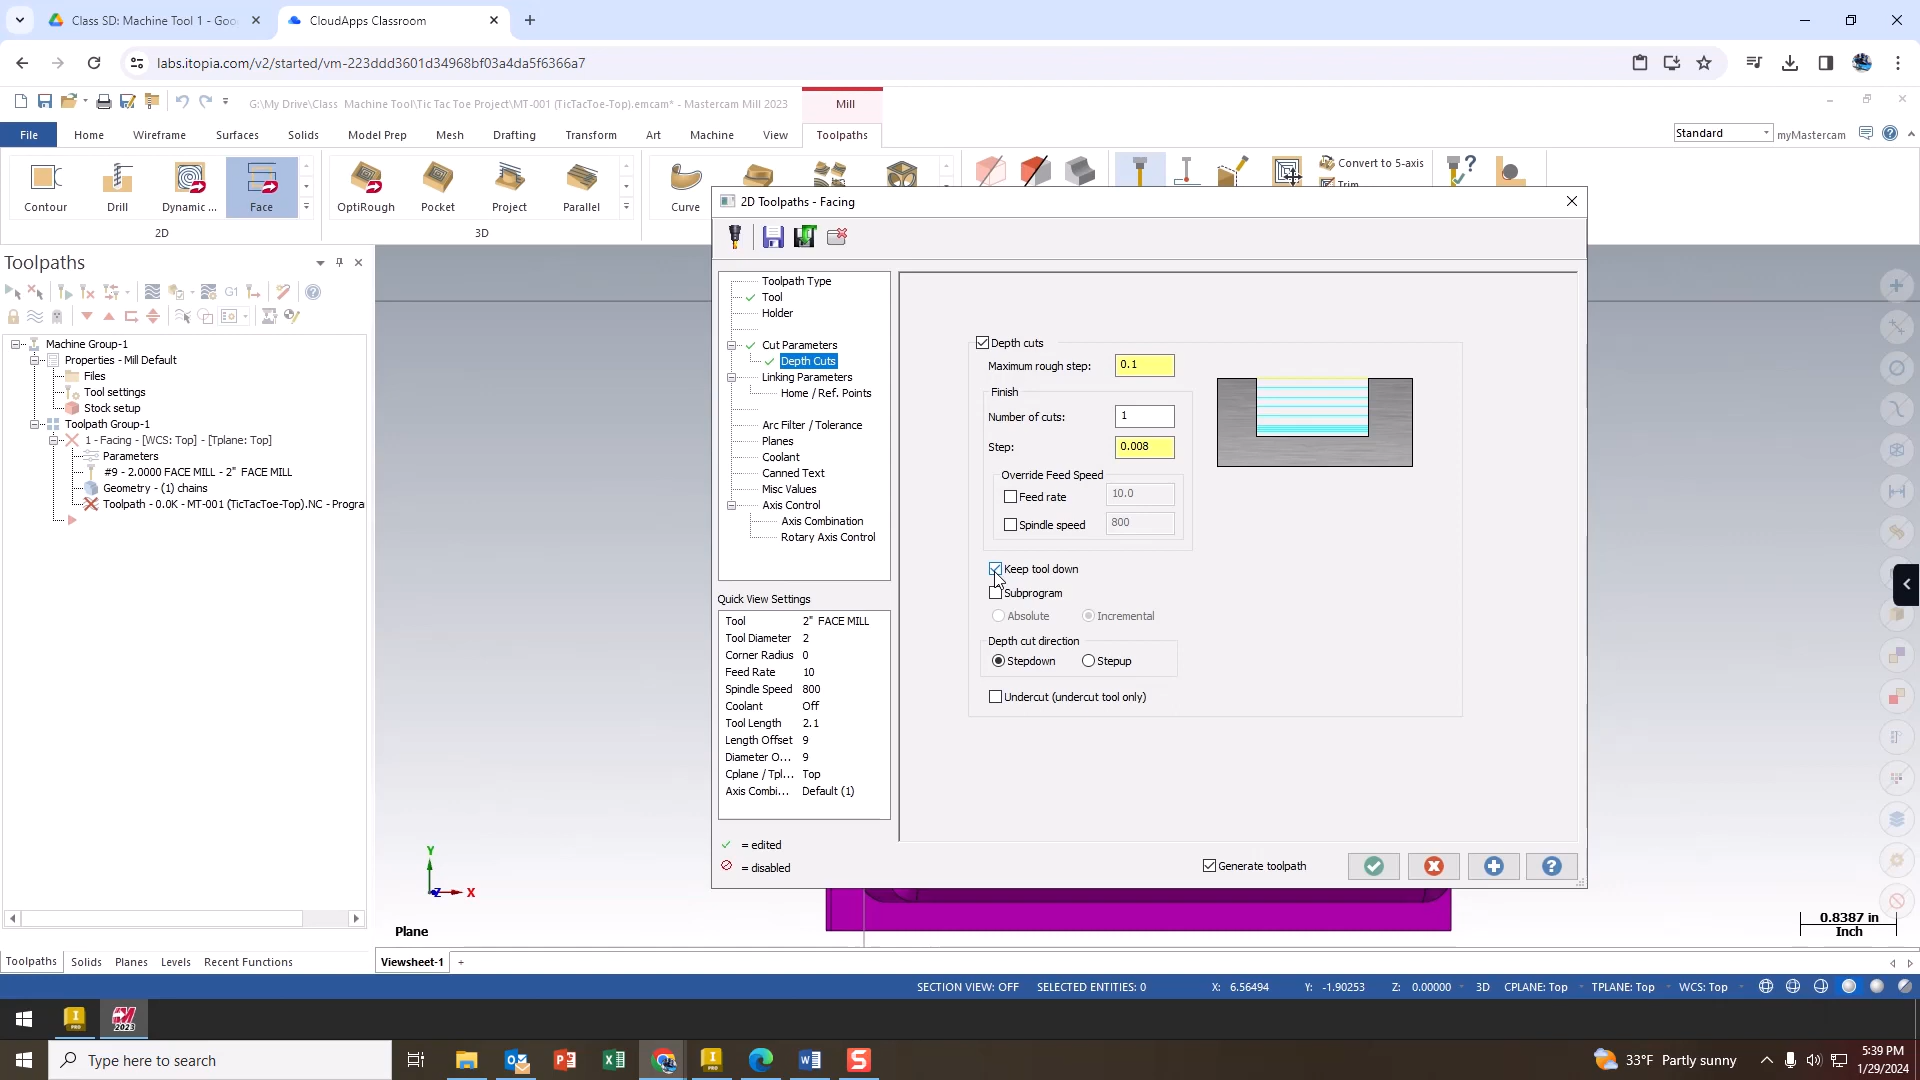 Class SD: Machine Tool 1 - Goo
CloudApps Classroom
labs.itopia.com/v2/started/vm-223ddd3601d34968bf03a4da5f6366a7
G:\My Drive\Class  Machine Tool\Tic Tac Toe Project\MT-001 (TicTacToe-Top).emcam* - Mastercam Mill 2023
Mill
File
Home
Wireframe
Surfaces
Solids
Model Prep
Mesh
Drafting
Transform
Art
Machine
View
Toolpaths
Standard
myMastercam
Contour
Drill
Dynamic ...
Face
OptiRough
Pocket
Project
Parallel
Curve
Convert to 5-axis
Trim
2D
3D
2D Toolpaths - Facing
Toolpaths
G1
Machine Group-1
Properties - Mill Default
Files
Tool settings
Stock setup
Toolpath Group-1
1 - Facing - [WCS: Top] - [Tplane: Top]
Parameters
#9 - 2.0000 FACE MILL - 2"  FACE MILL
Geometry - (1) chains
Toolpath - 0.0K - MT-001 (TicTacToe-Top).NC - Progra
Toolpath Type
Tool
Holder
Cut Parameters
Depth Cuts
Linking Parameters
Home / Ref. Points
Arc Filter / Tolerance
Planes
Coolant
Canned Text
Misc Values
Axis Control
Axis Combination
Rotary Axis Control
Depth cuts
Maximum rough step: 0.1
Finish
Number of cuts: 1
Step: 0.008
Override Feed Speed
Feed rate 10.0
Spindle speed 800
Keep tool down
Subprogram
Absolute Incremental
Depth cut direction
Stepdown Stepup
Undercut (undercut tool only)
Quick View Settings
Tool 2"  FACE MILL
Tool Diameter 2
Corner Radius 0
Feed Rate 10
Spindle Speed 800
Coolant Off
Tool Length 2.1
Length Offset 9
Diameter O... 9
Cplane / Tpl... Top
Axis Combi... Default (1)
= edited
= disabled
Generate toolpath
Y
Z X
Plane
0.8387 in
Inch
Toolpaths Solids Planes Levels Recent Functions
Viewsheet-1 +
SECTION VIEW: OFF SELECTED ENTITIES: 0 X: 6.56494 Y: -1.90253 Z: 0.00000 3D CPLANE: Top TPLANE: Top WCS: Top
PRO
2023
Type here to search
PRO
33°F Partly sunny
5:39 PM
1/29/2024